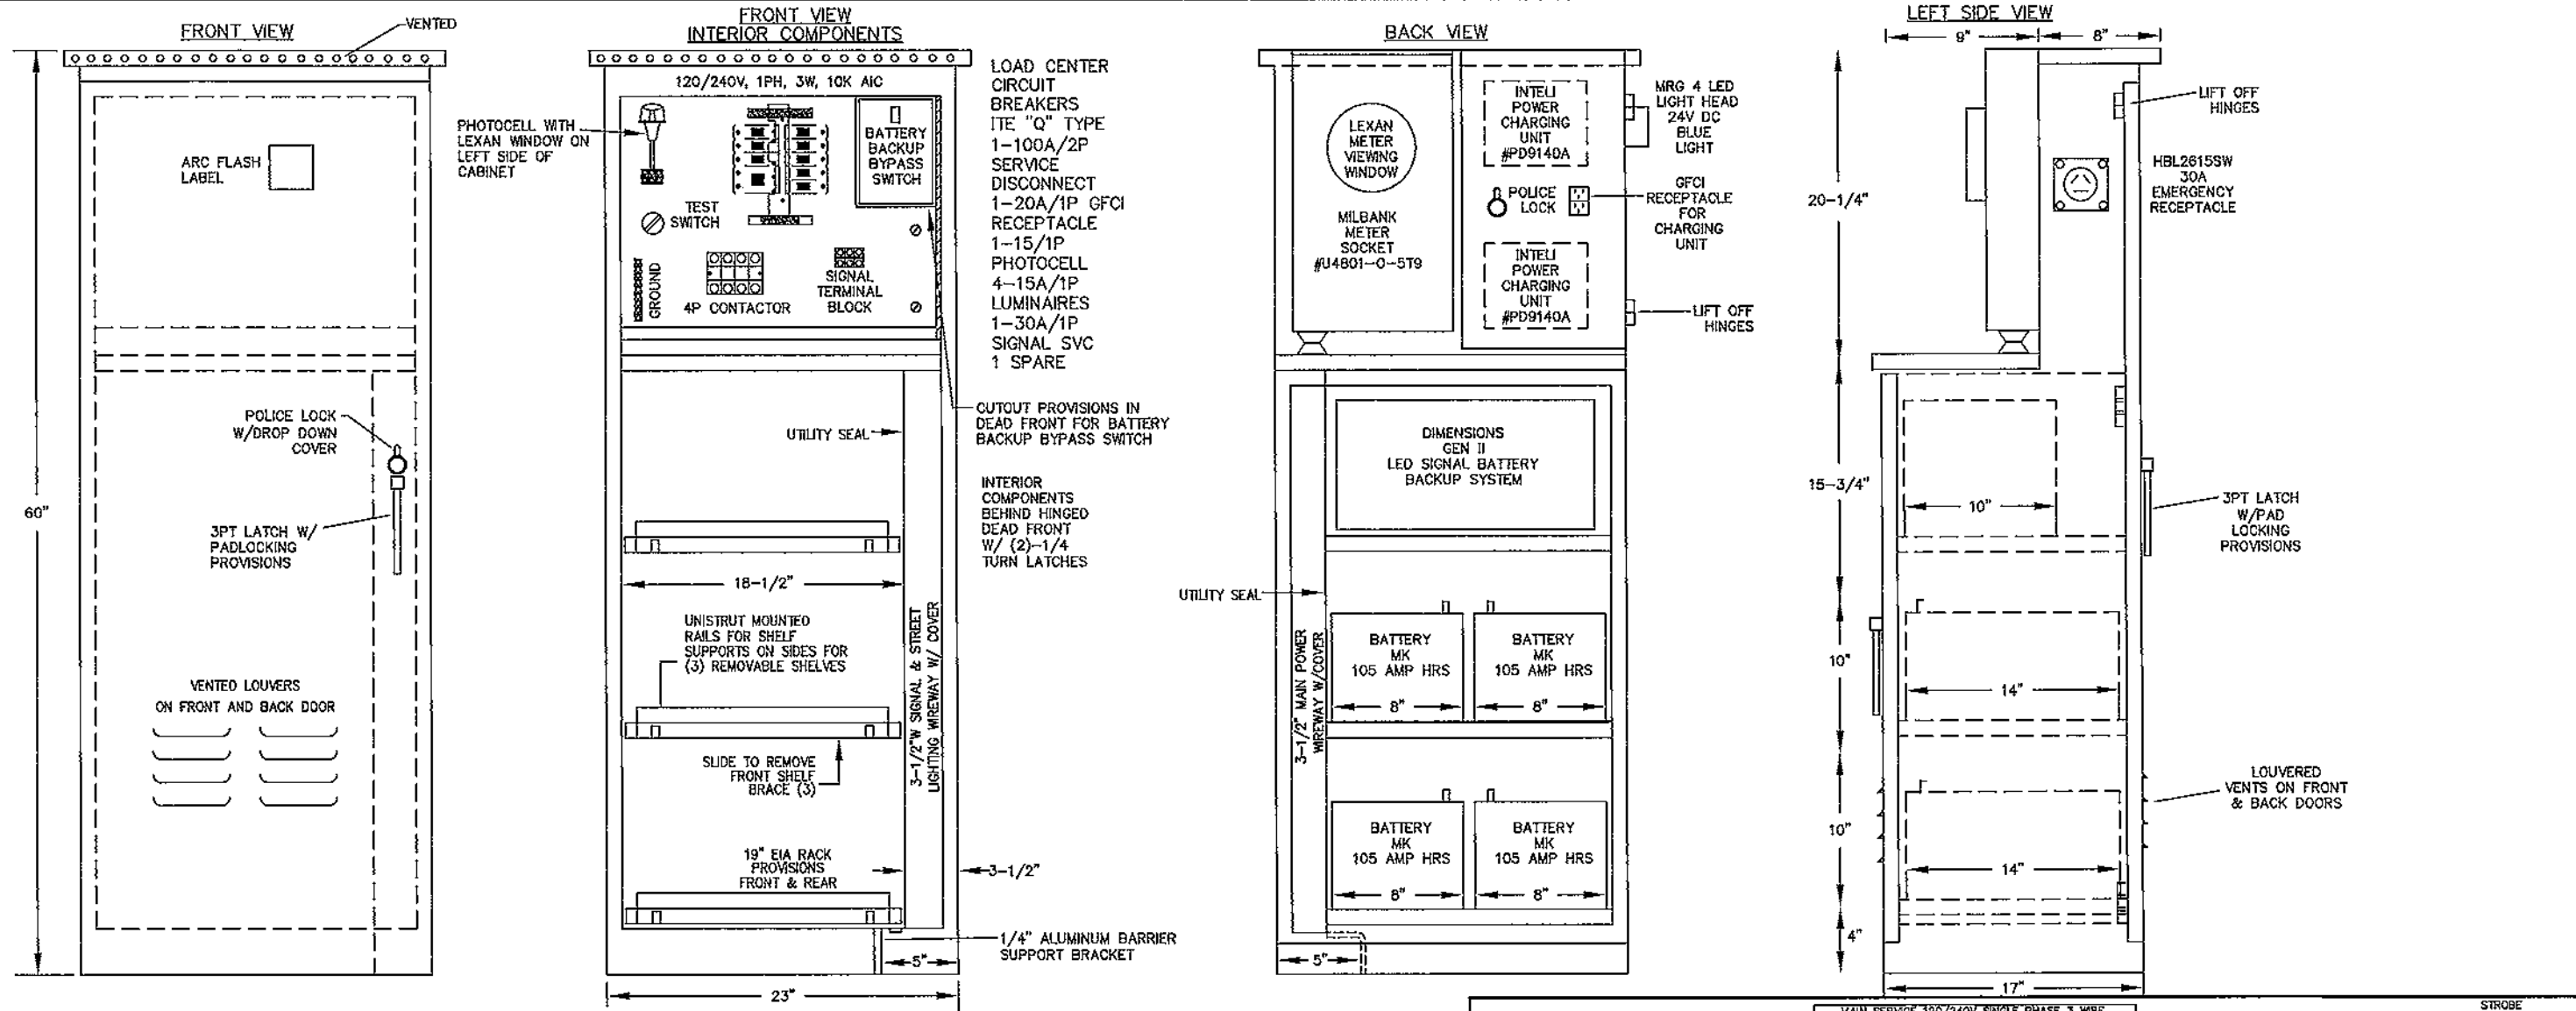 FRONT VIEW
VENTED
60"
ARC FLASH
LABEL
POLICE LOCK
W/DROP DOWN
COVER
3PT LATCH W/
PADLOCKING
PROVISIONS
VENTED LOUVERS
ON FRONT AND BACK DOOR
FRONT VIEW
INTERIOR COMPONENTS
120/240V, 1PH, 3W, 10K AIC
PHOTOCELL WITH
LEXAN WINDOW ON
LEFT SIDE OF
CABINET
BATTERY
BACKUP
BYPASS
SWITCH
TEST
SWITCH
GROUND
4P CONTACTOR
SIGNAL
TERMINAL
BLOCK
LOAD CENTER
CIRCUIT
BREAKERS
ITE "Q" TYPE
1-100A/2P
SERVICE
DISCONNECT
1-20A/1P GFCI
RECEPTACLE
1-15/1P
PHOTOCELL
4-15A/1P
LUMINAIRES
1-30A/1P
SIGNAL SVC
1 SPARE
CUTOUT PROVISIONS IN
DEAD FRONT FOR BATTERY
BACKUP BYPASS SWITCH
UTILITY SEAL
INTERIOR
COMPONENTS
BEHIND HINGED
DEAD FRONT
W/ (2)-1/4
TURN LATCHES
18-1/2"
UNISTRUT MOUNTED
RAILS FOR SHELF
SUPPORTS ON SIDES FOR
(3) REMOVABLE SHELVES
3-1/2"W SIGNAL & STREET
LIGHTING WIREWAY W/ COVER
SLIDE TO REMOVE
FRONT SHELF
BRACE (3)
19" EIA RACK
PROVISIONS
FRONT & REAR
3-1/2"
1/4" ALUMINUM BARRIER
SUPPORT BRACKET
5"
23"
BACK VIEW
LEXAN
METER
VIEWING
WINDOW
MILBANK
METER
SOCKET
#U4801-O-5T9
INTELI
POWER
CHARGING
UNIT
#PD9140A
POLICE
LOCK
INTELI
POWER
CHARGING
UNIT
#PD9140A
MRG 4 LED
LIGHT HEAD
24V DC
BLUE
LIGHT
GFCI
RECEPTACLE
FOR
CHARGING
UNIT
LIFT OFF
HINGES
DIMENSIONS
GEN II
LED SIGNAL BATTERY
BACKUP SYSTEM
UTILITY SEAL
3-1/2" MAIN POWER
WIREWAY W/COVER
BATTERY
MK
105 AMP HRS
8"
BATTERY
MK
105 AMP HRS
8"
BATTERY
MK
105 AMP HRS
8"
BATTERY
MK
105 AMP HRS
8"
5"
LEFT SIDE VIEW
9"
8"
LIFT OFF
HINGES
20-1/4"
HBL2615SW
30A
EMERGENCY
RECEPTACLE
15-3/4"
10"
3PT LATCH
W/PAD
LOCKING
PROVISIONS
10"
14"
LOUVERED
VENTS ON FRONT
& BACK DOORS
10"
14"
4"
17"
MAIN SERVICE 120/240V SINGLE PHASE 3 WIRE
STROBE